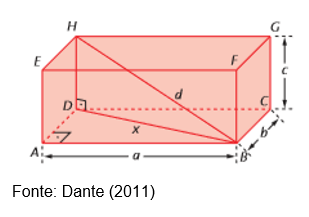 H G
E F
d c
D C
x b
A a B
Fonte: Dante (2011)